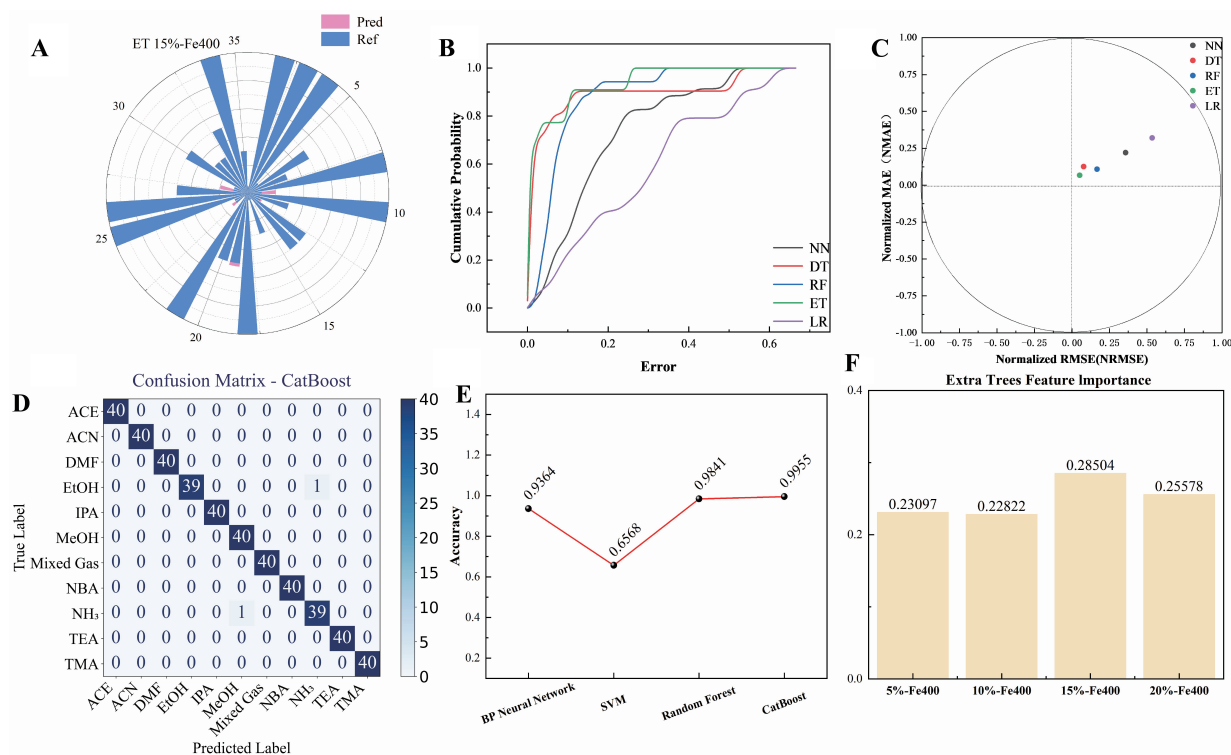 A
ET 15%-Fe400
Pred
Ref
35
5
10
15
20
25
30
B
Cumulative Probability
1.0
0.8
0.6
0.4
0.2
0.0
0.0 0.2 0.4 0.6
Error
NN
DT
RF
ET
LR
C
Normalized MAE (NMAE)
1.00
0.75
0.50
0.25
0.00
-0.25
-0.50
-0.75
-1.00
-1.00 -0.75 -0.50 -0.25 0.00 0.25 0.50 0.75 1.00
Normalized RMSE(NRMSE)
NN
DT
RF
ET
LR
D
Confusion Matrix - CatBoost
True Label
ACE 40 0 0 0 0 0 0 0 0 0 0
ACN 0 40 0 0 0 0 0 0 0 0 0
DMF 0 0 40 0 0 0 0 0 0 0 0
EtOH 0 0 0 39 0 0 0 0 1 0 0
IPA 0 0 0 0 40 0 0 0 0 0 0
MeOH 0 0 0 0 0 40 0 0 0 0 0
Mixed Gas 0 0 0 0 0 0 40 0 0 0 0
NBA 0 0 0 0 0 0 0 40 0 0 0
NH₃ 0 0 0 0 0 1 0 0 39 0 0
TEA 0 0 0 0 0 0 0 0 0 40 0
TMA 0 0 0 0 0 0 0 0 0 0 40
ACE ACN DMF EtOH IPA MeOH Mixed Gas NBA NH₃ TEA TMA
Predicted Label
40
35
30
25
20
15
10
5
0
E
Accuracy
1.4
1.2
1.0
0.8
0.6
0.4
0.2
0.9364
0.6568
0.9841
0.9955
BP Neural Network SVM Random Forest CatBoost
F
Extra Trees Feature Importance
0.4
0.2
0.0
0.23097
0.22822
0.28504
0.25578
5%-Fe400 10%-Fe400 15%-Fe400 20%-Fe400